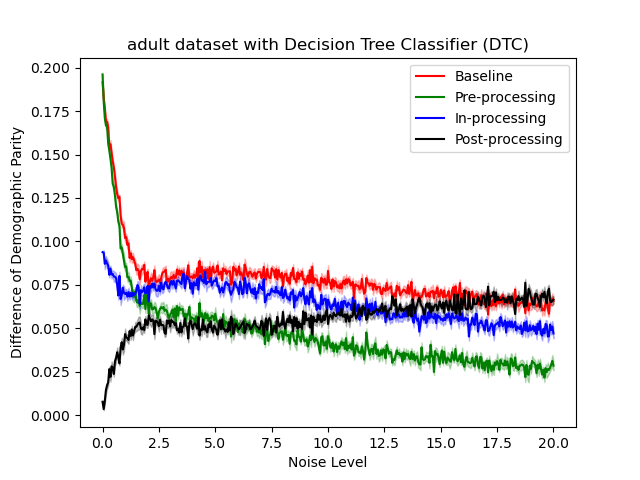 adult dataset with Decision Tree Classifier (DTC)
Baseline
Pre-processing
In-processing
Post-processing
Difference of Demographic Parity
0.200
0.175
0.150
0.125
0.100
0.075
0.050
0.025
0.000
0.0 2.5 5.0 7.5 10.0 12.5 15.0 17.5 20.0
Noise Level